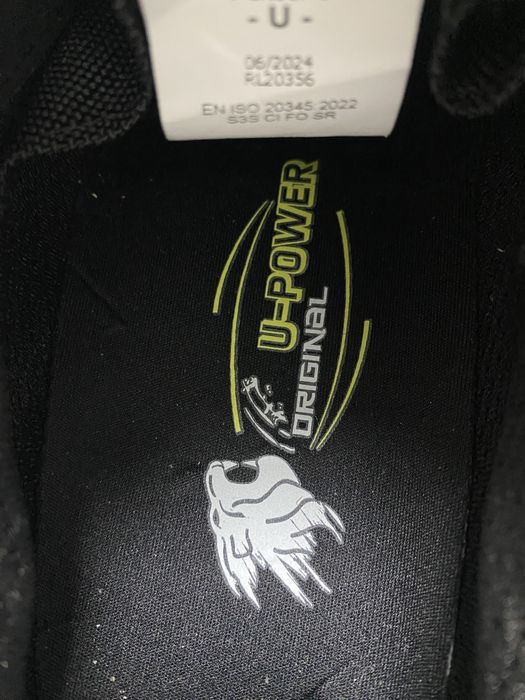 - U -
06/2024
RL20356
EN ISO 20345:2022
S3S CI FO SR
U-POWER
ORIGINAL